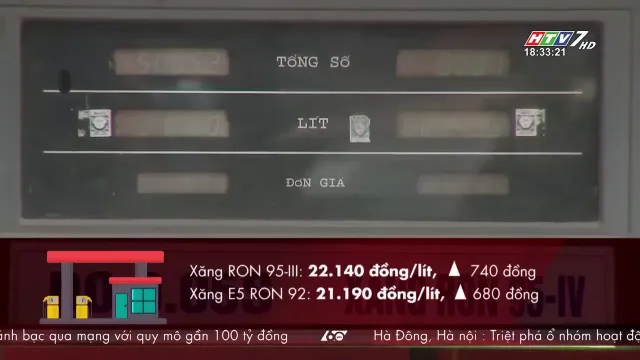 HTV7 HD
18:33:21
TỔNG SỐ
LÍT
ĐƠN GIA
Xăng RON 95-III: 22.140 đồng/lít, ▲ 740 đồng
Xăng E5 RON 92: 21.190 đồng/lít, ▲ 680 đồng
ánh bạc qua mạng với quy mô gần 100 tỷ đồng
Hà Đông, Hà nội : Triệt phá ổ nhóm hoạt độ